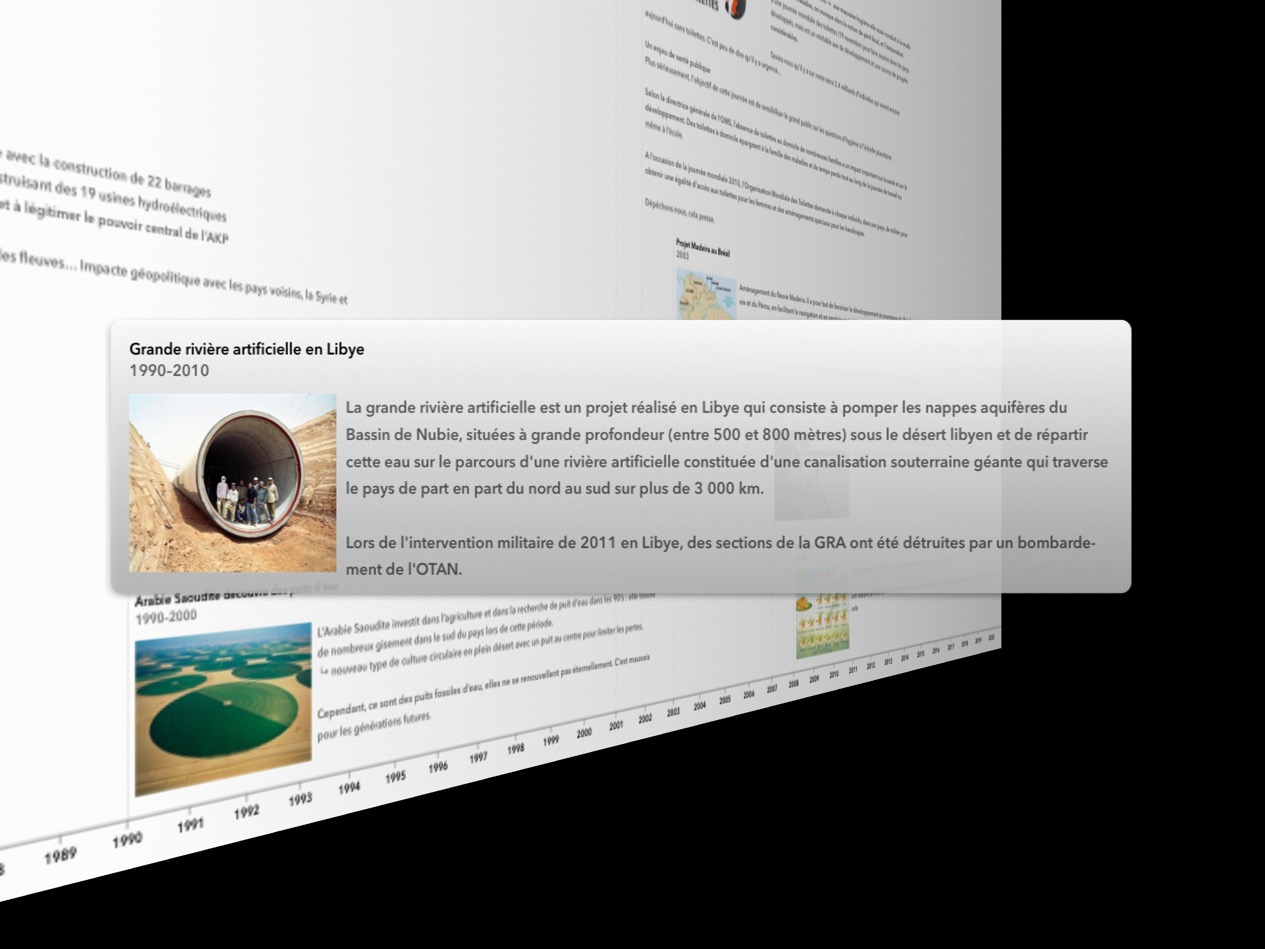 aujourd'hui sans toilettes. C'est peu de dire qu'il y a urgence...
Un enjeu de santé publique
Plus sérieusement, l'objectif de cette journée est de sensibiliser le grand public sur les questions d'hygiène à l'échelle planétaire.
Selon la directrice générale de l'OMS, l'absence de toilettes au domicile de nombreuses familles a un impact important sur la santé et sur le
développement. Des toilettes à domicile épargnent à la famille des maladies et du temps perdu tout au long de la journée de travail ou
même à l'école.
A l'occasion de la journée mondiale 2010, l'Organisation Mondiale des Toilettes demande à chaque individu, dans son pays, de militer pour
obtenir une égalité d'accès aux toilettes pour les femmes et des aménagements spéciaux pour les handicapés.
Dépêchons-nous, cela presse.
avec la construction de 22 barrages
struisant des 19 usines hydroélectriques
et à légitimer le pouvoir central de l'AKP
les fleuves... Impacte géopolitique avec les pays voisins, la Syrie et
Projet Madeira au Brésil
2003
Aménagement du fleuve Madeira. Il a pour but de favoriser le développement économique
vie et du Pérou, en facilitant la navigation et
Grande rivière artificielle en Libye
1990–2010
La grande rivière artificielle est un projet réalisé en Libye qui consiste à pomper les nappes aquifères du
Bassin de Nubie, situées à grande profondeur (entre 500 et 800 mètres) sous le désert libyen et de répartir
cette eau sur le parcours d'une rivière artificielle constituée d'une canalisation souterraine géante qui traverse
le pays de part en part du nord au sud sur plus de 3 000 km.
Lors de l'intervention militaire de 2011 en Libye, des sections de la GRA ont été détruites par un bombarde-
ment de l'OTAN.
Arabie Saoudite découvre des puits d'eau
1990–2000
L'Arabie Saoudite investit dans l'agriculture et dans la recherche de puit d'eau dans les 90's : elle trouve
de nombreux gisement dans le sud du pays lors de cette période.
↳ nouveau type de culture circulaire en plein désert avec un puit au centre pour limiter les pertes.
Cependant, ce sont des puits fossiles d'eau, elles ne se renouvellent pas éternellement. C'est mauvais
pour les générations futures.
1989 1990 1991 1992 1993 1994 1995 1996 1997 1998 1999 2000 2001 2002 2003 2004 2005 2006 2007 2008 2009 2010 2011 2012 2013 2014 2015 2016 2017 2018 2019 2020